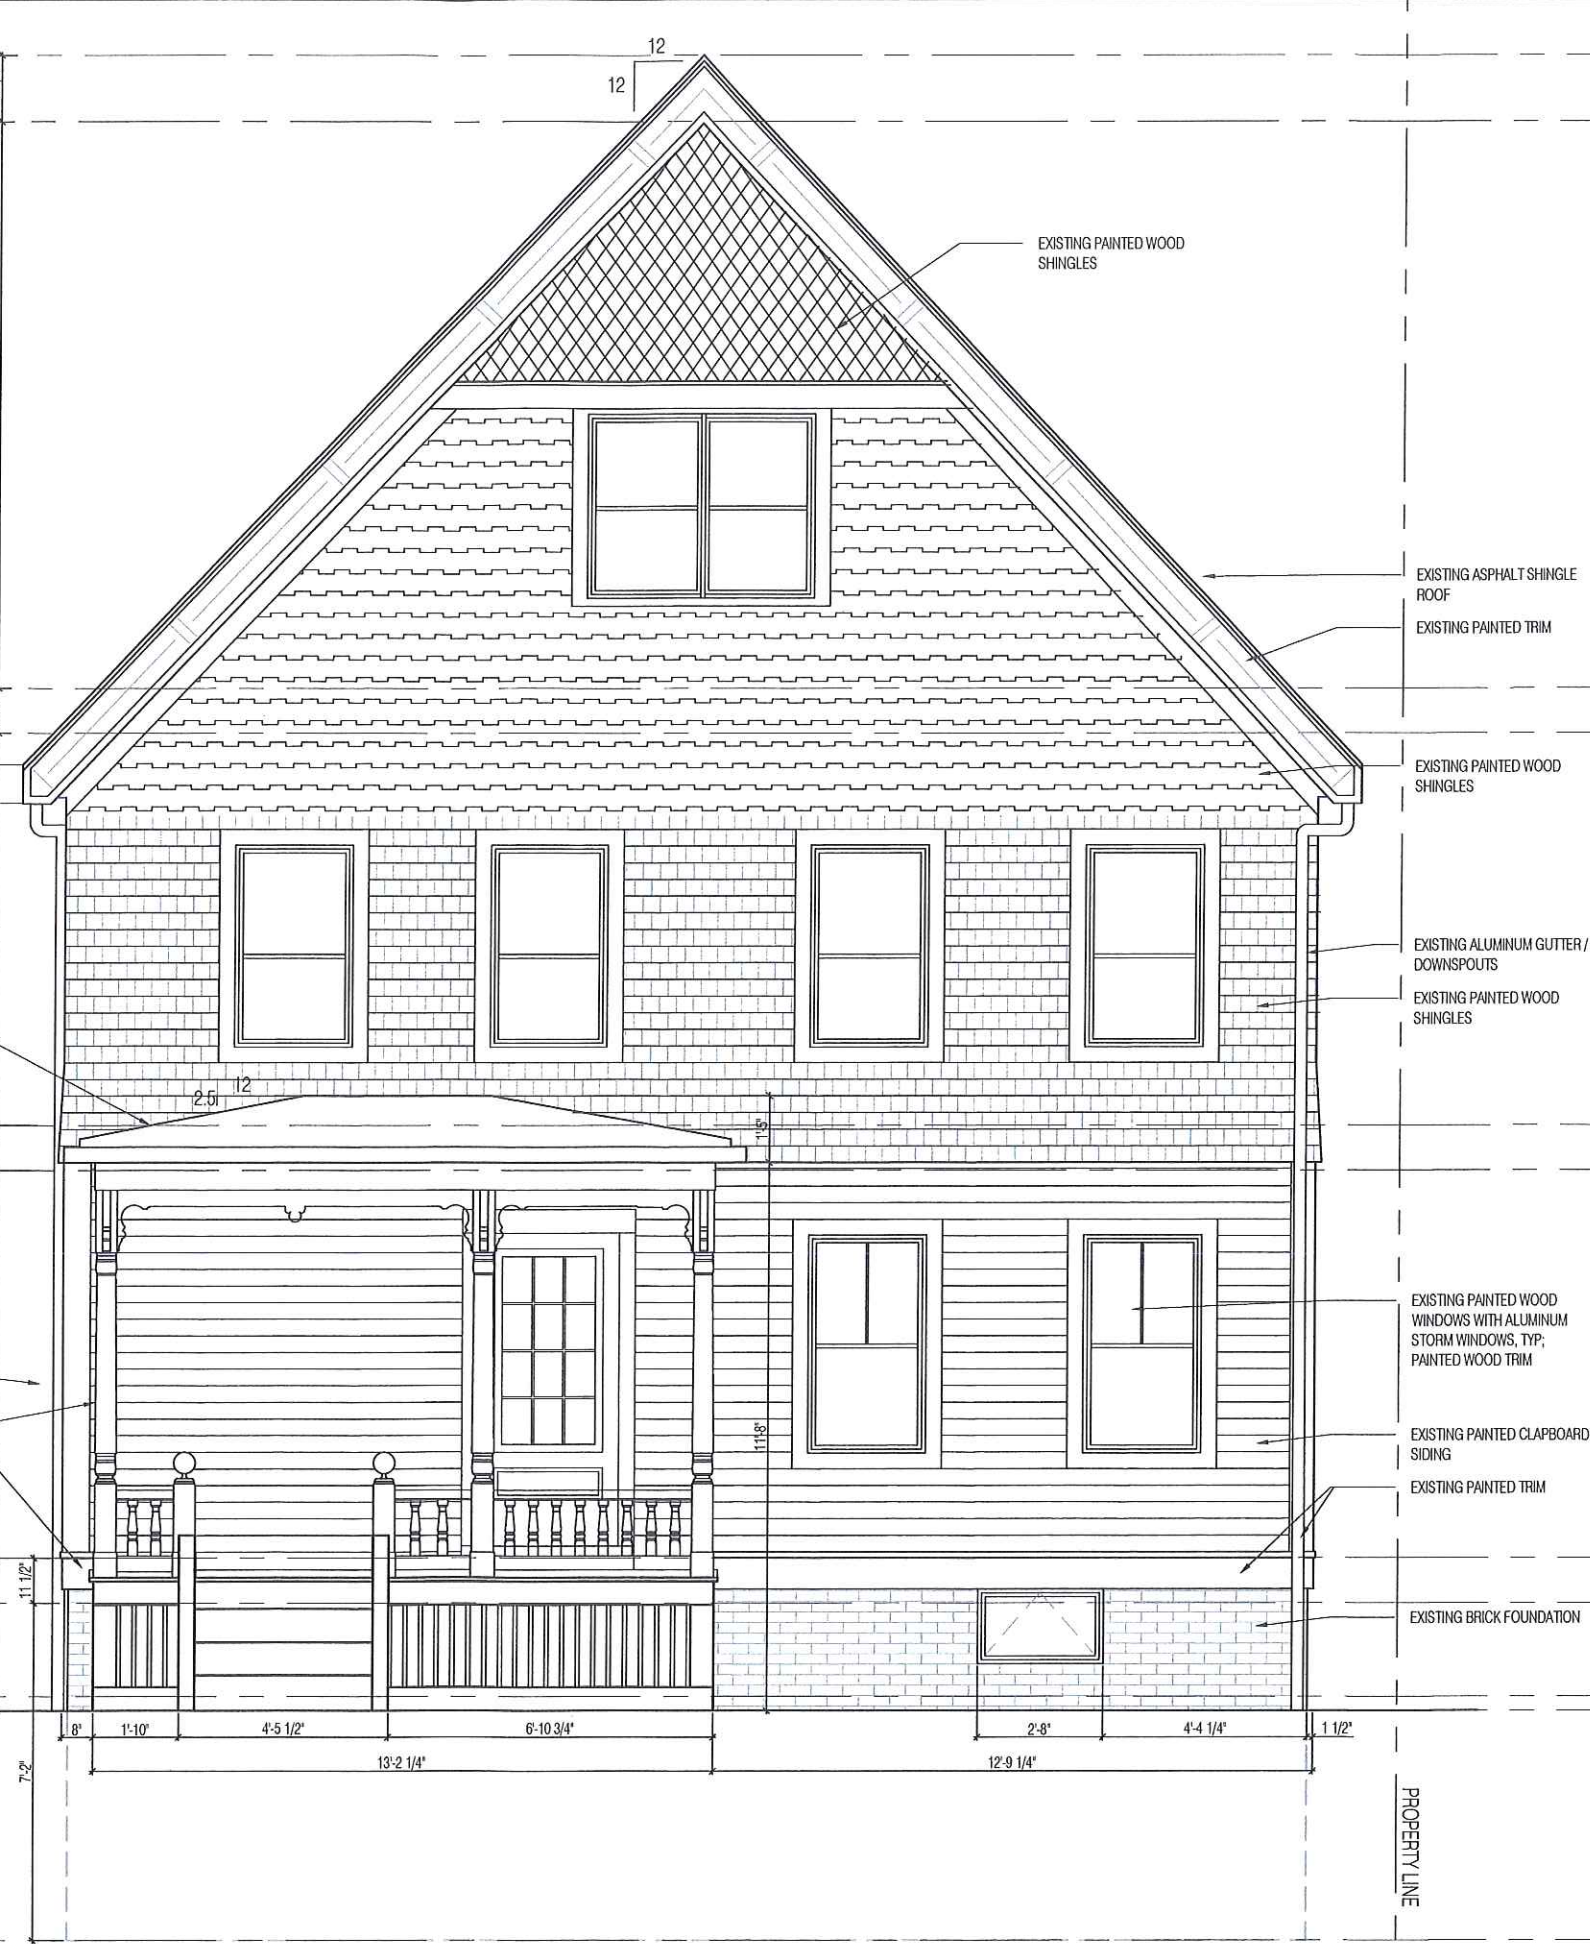 12
12
EXISTING PAINTED WOOD
SHINGLES
EXISTING ASPHALT SHINGLE
ROOF
EXISTING PAINTED TRIM
EXISTING PAINTED WOOD
SHINGLES
EXISTING ALUMINUM GUTTER /
DOWNSPOUTS
EXISTING PAINTED WOOD
SHINGLES
12
2.5
1'-5"
EXISTING PAINTED WOOD
WINDOWS WITH ALUMINUM
STORM WINDOWS, TYP;
PAINTED WOOD TRIM
11'-8"
EXISTING PAINTED CLAPBOARD
SIDING
EXISTING PAINTED TRIM
11 1/2"
EXISTING BRICK FOUNDATION
8"
1'-10"
4'-5 1/2"
6'-10 3/4"
2'-8"
4'-4 1/4"
1 1/2"
7'-2"
13'-2 1/4"
12'-9 1/4"
PROPERTY LINE